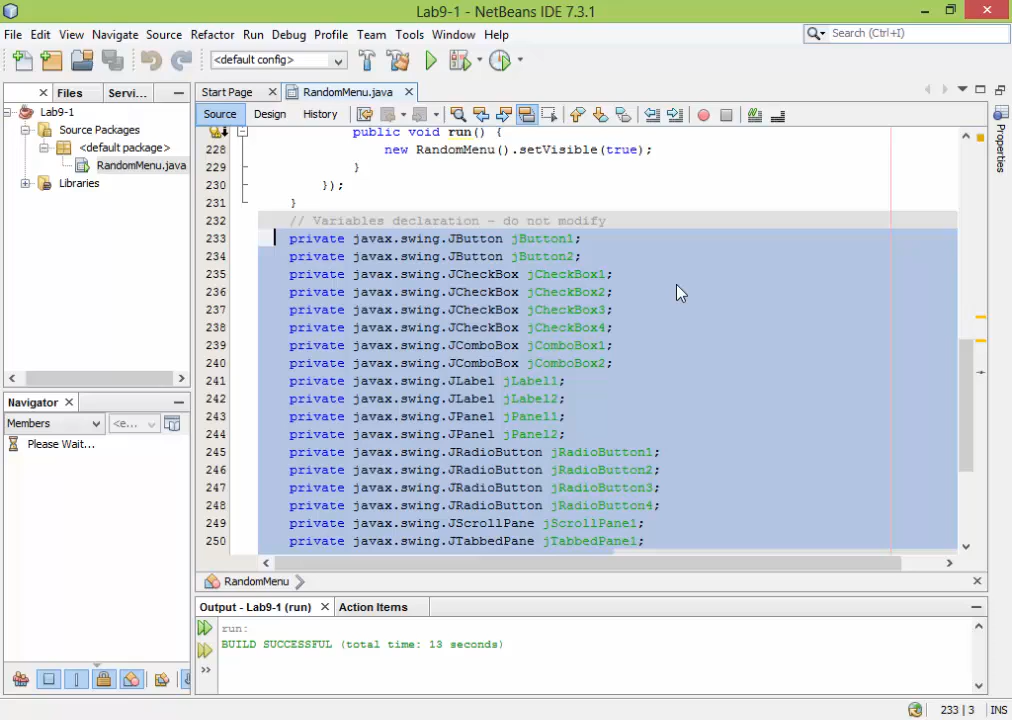 Lab9-1 - NetBeans IDE 7.3.1
File Edit View Navigate Source Refactor Run Debug Profile Team Tools Window Help
Search (Ctrl+I)
<default config>
Files Servi...
Start Page RandomMenu.java
Lab9-1
Source Packages
<default package>
RandomMenu.java
Libraries
Source Design History
public void run() {
228 new RandomMenu().setVisible(true);
229 }
230 });
231 }
232 // Variables declaration - do not modify
233 private javax.swing.JButton jButton1;
234 private javax.swing.JButton jButton2;
235 private javax.swing.JCheckBox jCheckBox1;
236 private javax.swing.JCheckBox jCheckBox2;
237 private javax.swing.JCheckBox jCheckBox3;
238 private javax.swing.JCheckBox jCheckBox4;
239 private javax.swing.JComboBox jComboBox1;
240 private javax.swing.JComboBox jComboBox2;
241 private javax.swing.JLabel jLabel1;
242 private javax.swing.JLabel jLabel2;
243 private javax.swing.JPanel jPanel1;
244 private javax.swing.JPanel jPanel2;
245 private javax.swing.JRadioButton jRadioButton1;
246 private javax.swing.JRadioButton jRadioButton2;
247 private javax.swing.JRadioButton jRadioButton3;
248 private javax.swing.JRadioButton jRadioButton4;
249 private javax.swing.JScrollPane jScrollPane1;
250 private javax.swing.JTabbedPane jTabbedPane1;
Properties
Navigator
Members <e...
Please Wait...
RandomMenu
Output - Lab9-1 (run) Action Items
run:
BUILD SUCCESSFUL (total time: 13 seconds)
233 | 3 INS